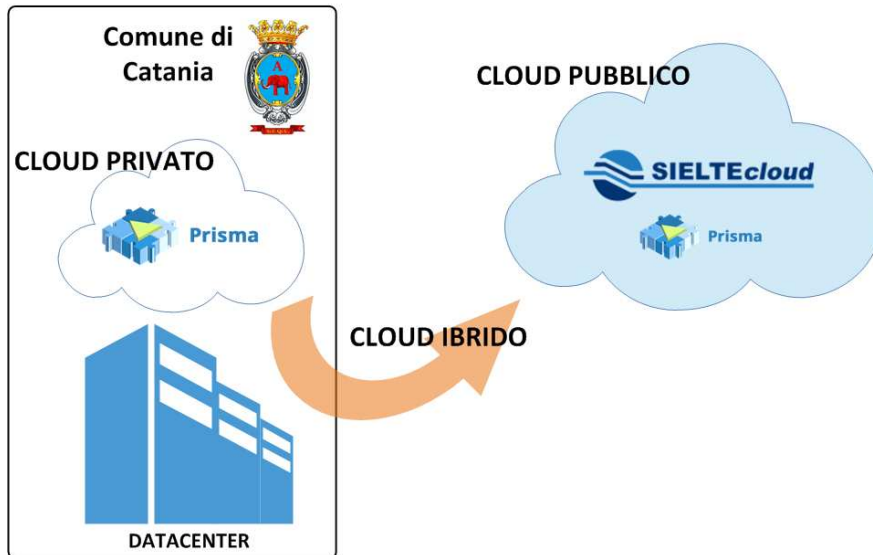 Comune di
Catania
A
CLOUD PRIVATO
Prisma
DATACENTER
CLOUD IBRIDO
CLOUD PUBBLICO
SIELTEcloud
Prisma